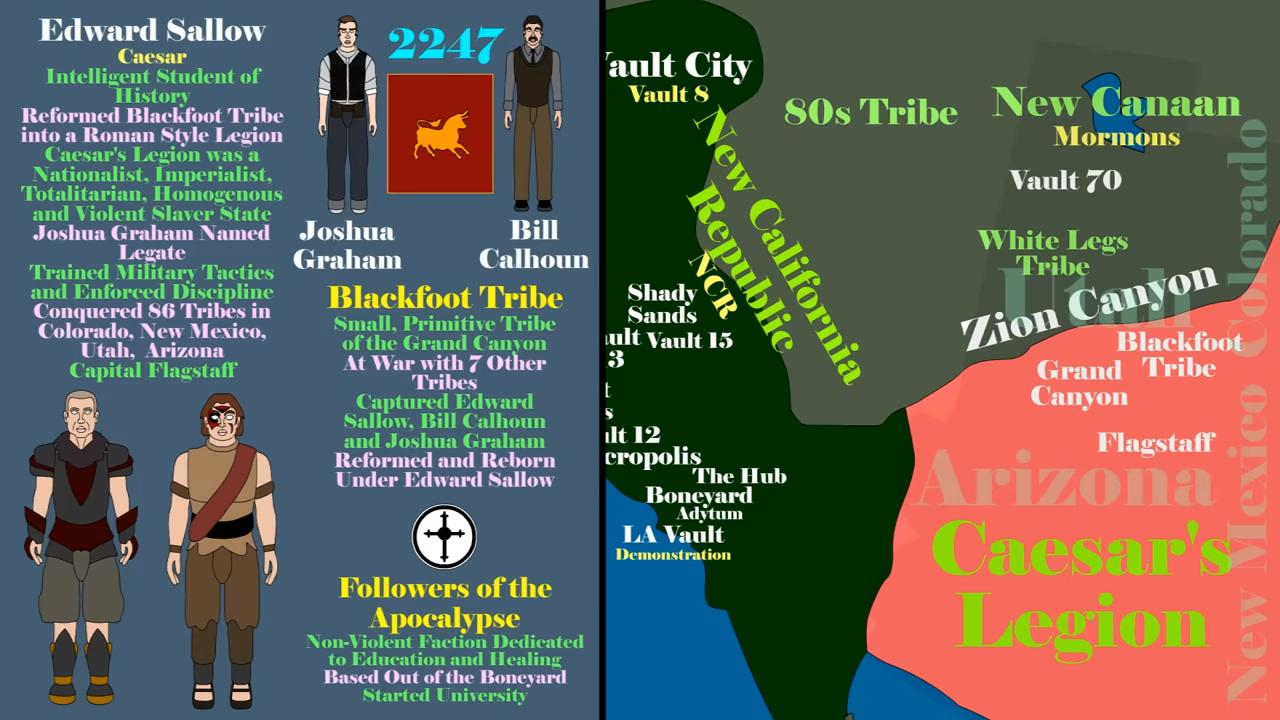 Edward Sallow
Caesar
Intelligent Student of
History
Reformed Blackfoot Tribe
into a Roman Style Legion
Caesar's Legion was a
Nationalist, Imperialist,
Totalitarian, Homogenous
and Violent Slaver State
Joshua Graham Named
Legate
Trained Military Tactics
and Enforced Discipline
Conquered 86 Tribes in
Colorado, New Mexico,
Utah, Arizona
Capital Flagstaff
2247
Joshua
Graham
Bill
Calhoun
Blackfoot Tribe
Small, Primitive Tribe
of the Grand Canyon
At War with 7 Other
Tribes
Captured Edward
Sallow, Bill Calhoun
and Joshua Graham
Reformed and Reborn
Under Edward Sallow
Followers of the
Apocalypse
Non-Violent Faction Dedicated
to Education and Healing
Based Out of the Boneyard
Started University
ault City
Vault 8
New California
Republic
NCR
Shady
Sands
ult Vault 15
3
t
s
lt 12
cropolis
The Hub
Boneyard
Adytum
LA Vault
Demonstration
80s Tribe
New Canaan
Mormons
Vault 70
White Legs
Tribe
Utah
Zion Canyon
Blackfoot
Tribe
Grand
Canyon
Flagstaff
Arizona
Caesar's
Legion
Colorado
New Mexico